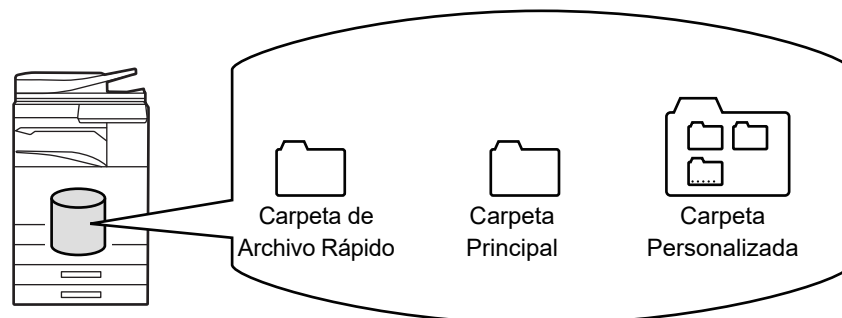 Carpeta de
Archivo Rápido
Carpeta
Principal
Carpeta
Personalizada